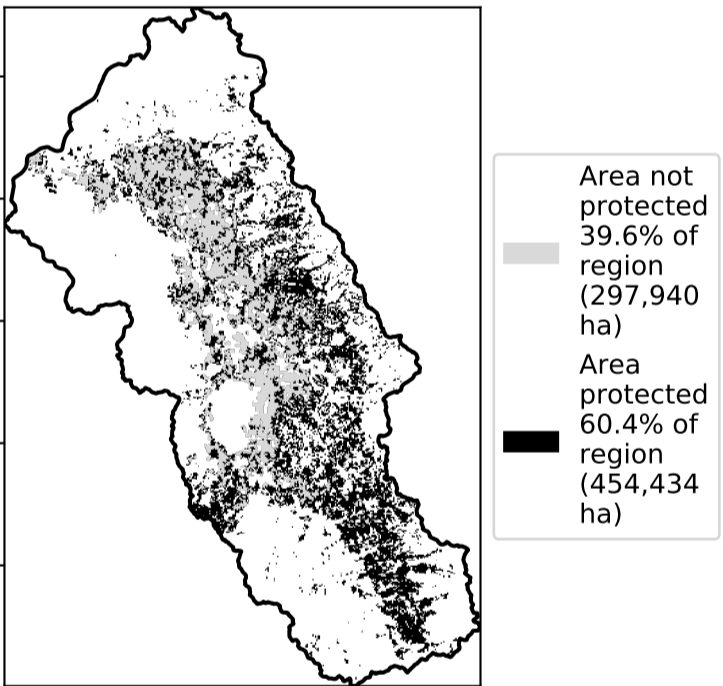 Area not
protected
39.6% of
region
(297,940
ha)
Area
protected
60.4% of
region
(454,434
ha)